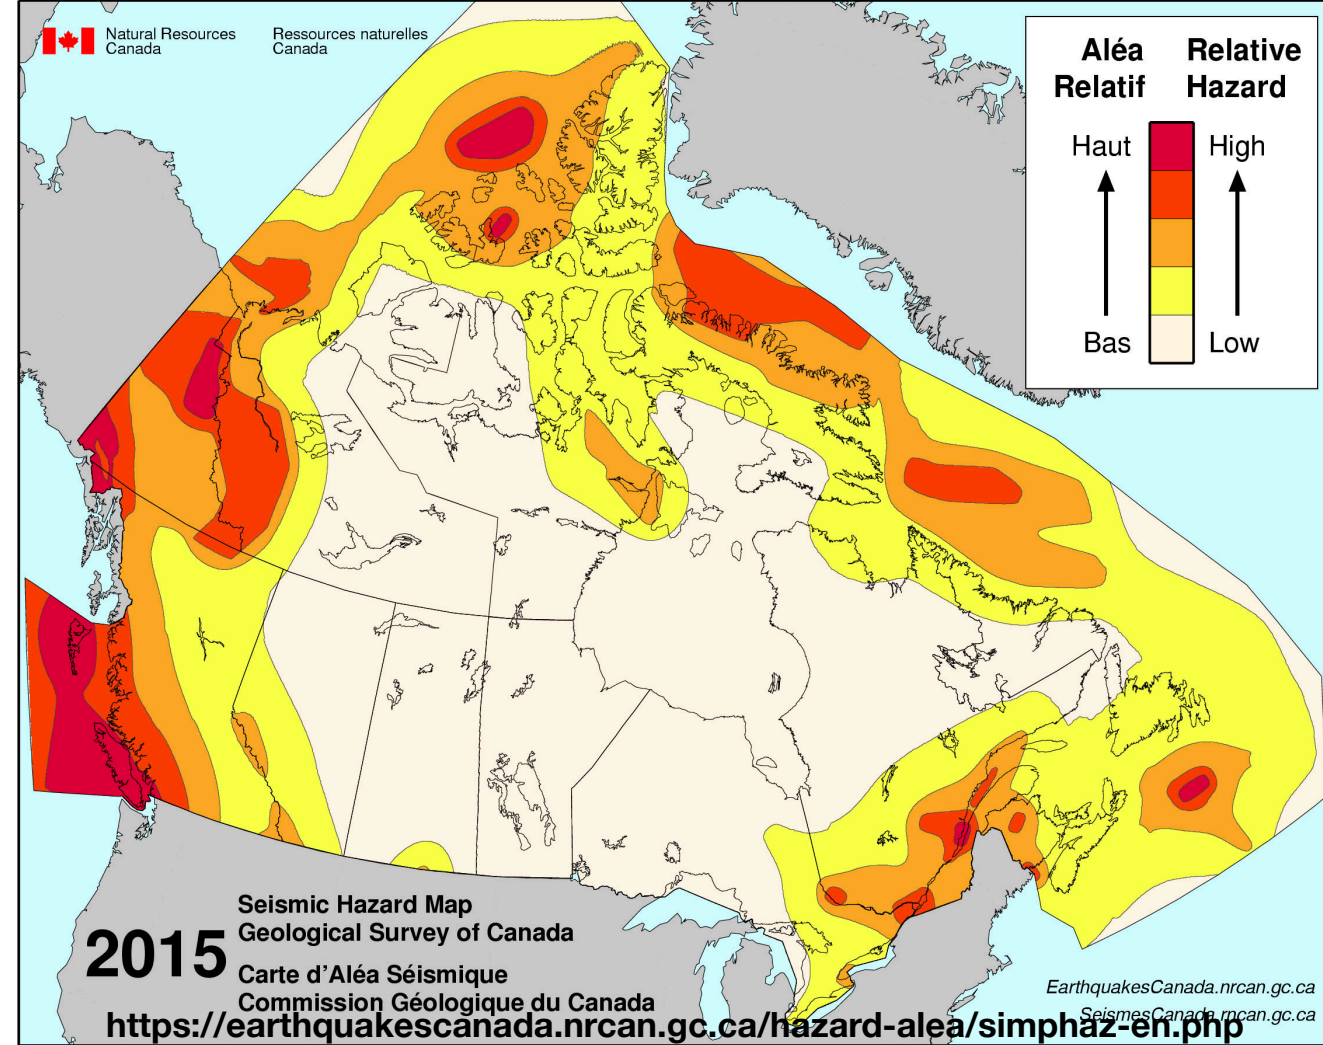 Natural Resources
Canada
Ressources naturelles
Canada
Aléa
Relatif
Relative
Hazard
Haut
High
Bas
Low
2015
Seismic Hazard Map
Geological Survey of Canada
Carte d'Aléa Séismique
Commission Géologique du Canada
EarthquakesCanada.nrcan.gc.ca
SeismesCanada.rncan.gc.ca
https://earthquakescanada.nrcan.gc.ca/hazard-alea/simphaz-en.php